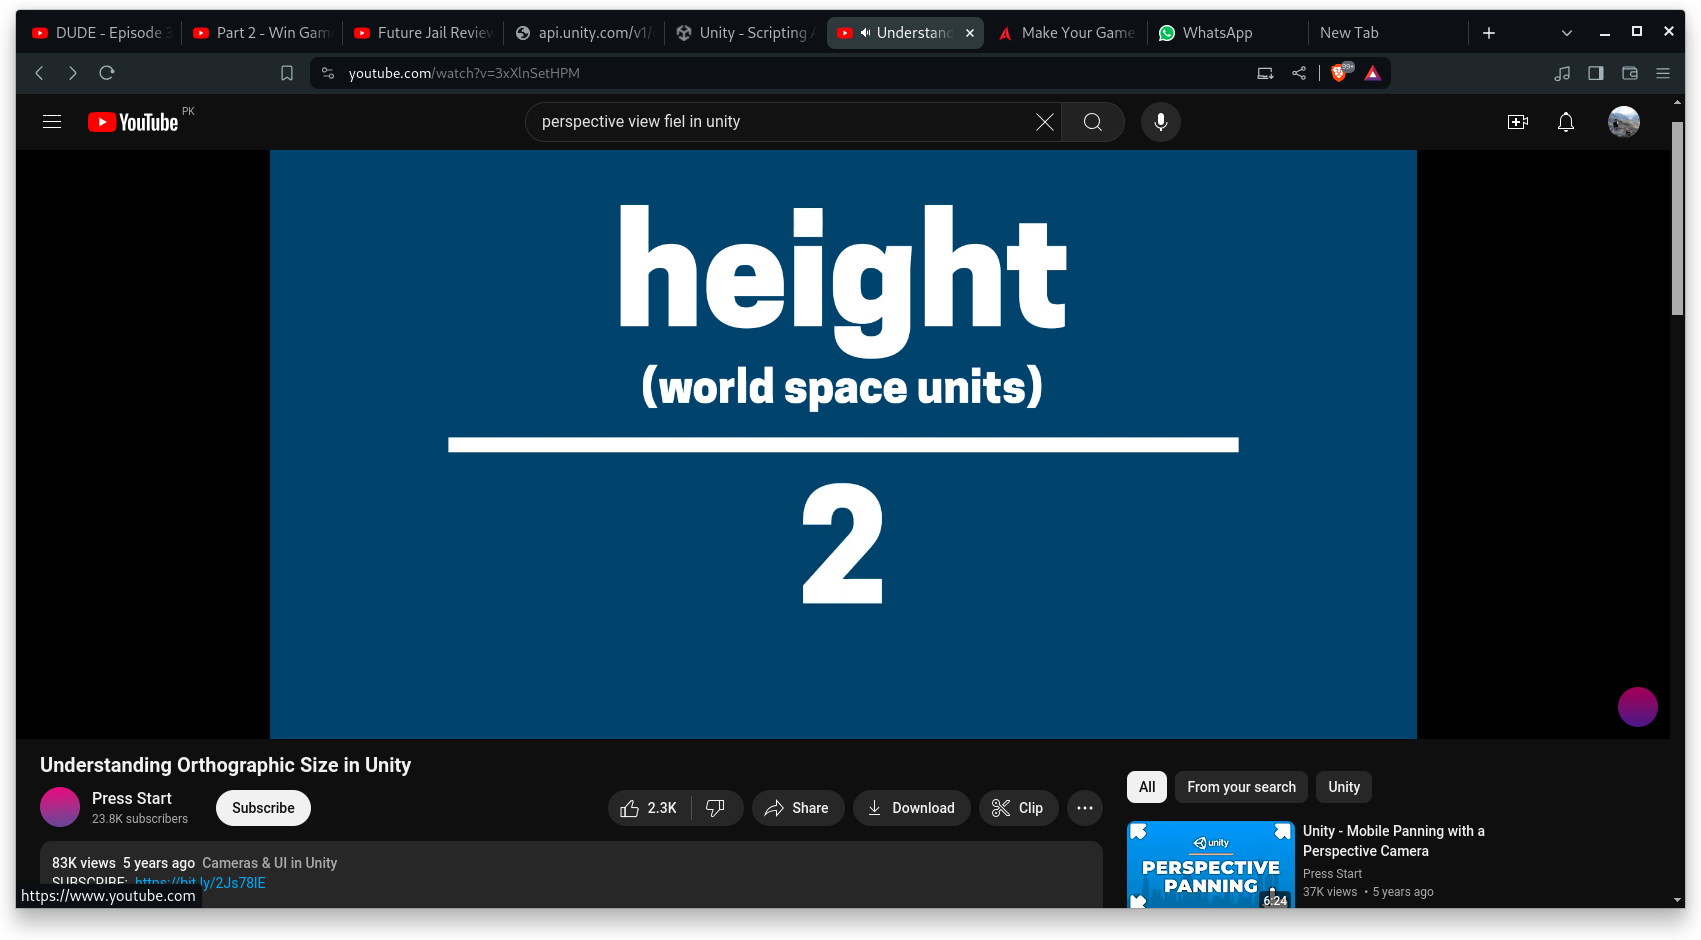 DUDE - Episode 3
Part 2 - Win Gam
Future Jail Review
api.unity.com/v1/
Unity - Scripting
Understand
Make Your Game
WhatsApp
New Tab
youtube.com/watch?v=3xXlnSetHPM
99+
YouTube PK
perspective view fiel in unity
height
(world space units)
2
Understanding Orthographic Size in Unity
Press Start
23.8K subscribers
Subscribe
2.3K
Share
Download
Clip
All
From your search
Unity
83K views 5 years ago Cameras & UI in Unity
SUBSCRIBE: https://bit.ly/2Js78lE
https://www.youtube.com
unity
PERSPECTIVE
PANNING
6:24
Unity - Mobile Panning with a
Perspective Camera
Press Start
37K views • 5 years ago